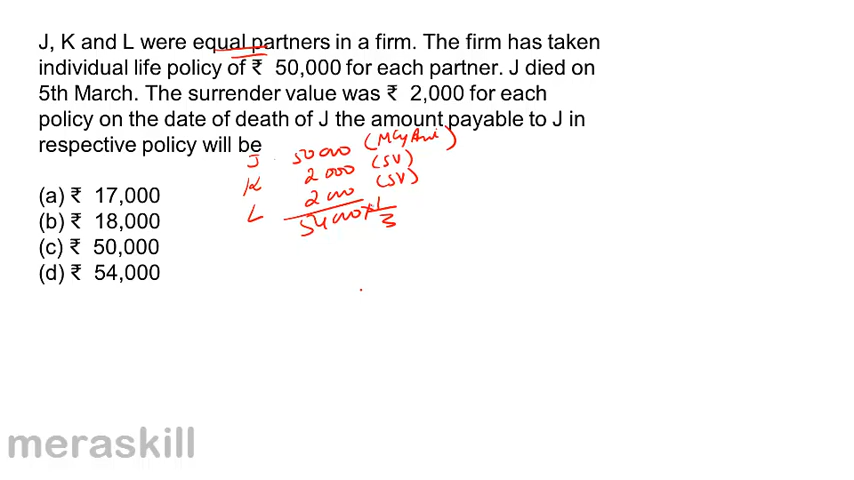 J, K and L were equal partners in a firm. The firm has taken
individual life policy of ₹ 50,000 for each partner. J died on
5th March. The surrender value was ₹ 2,000 for each
policy on the date of death of J the amount payable to J in
respective policy will be
J 50000
K 2000 (SV)
L 2000 (SV)
54000 × 1/3
(a) ₹ 17,000
(b) ₹ 18,000
(c) ₹ 50,000
(d) ₹ 54,000
meraskill